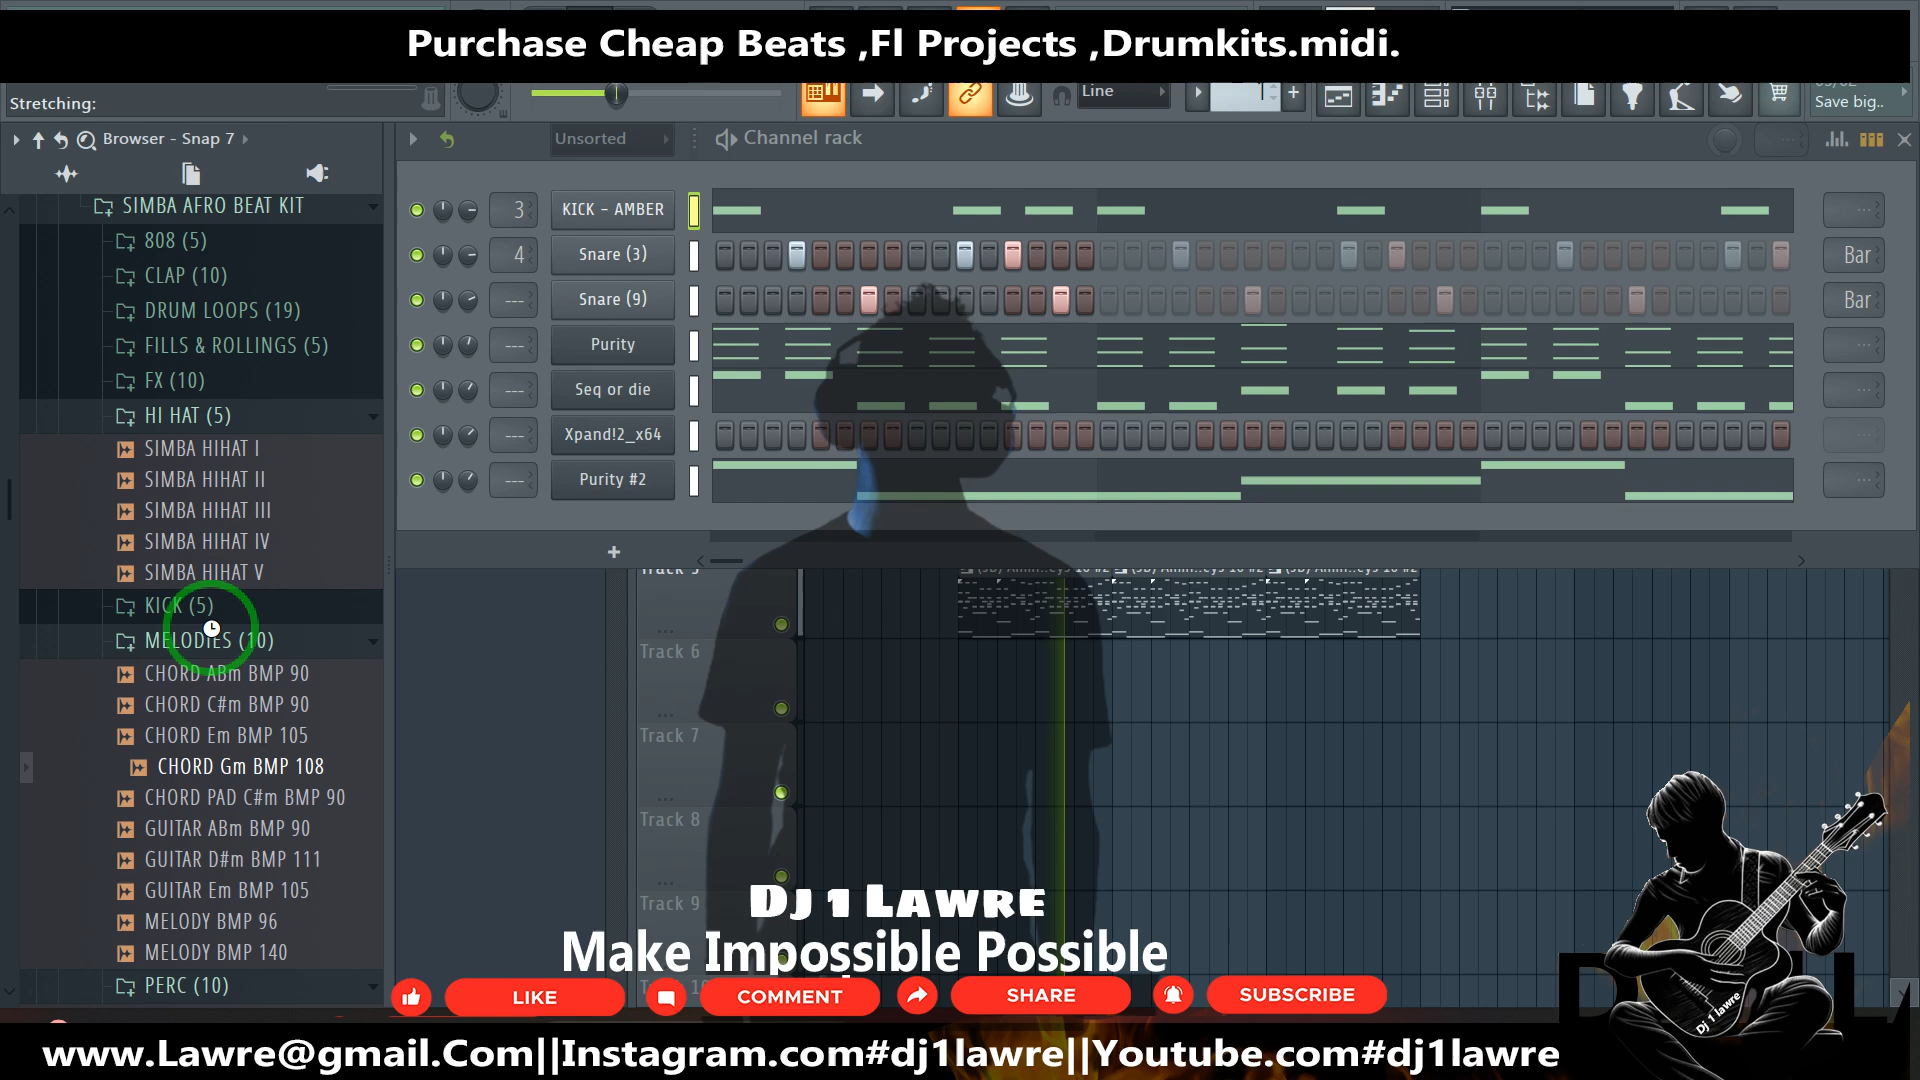 Purchase Cheap Beats ,Fl Projects ,Drumkits.midi.
Stretching:
Line
Save big..
Browser - Snap 7
Unsorted
Channel rack
SIMBA AFRO BEAT KIT
808 (5)
CLAP (10)
DRUM LOOPS (19)
FILLS & ROLLINGS (5)
FX (10)
HI HAT (5)
SIMBA HIHAT I
SIMBA HIHAT II
SIMBA HIHAT III
SIMBA HIHAT IV
SIMBA HIHAT V
KICK (5)
MELODIES (10)
CHORD ABm BMP 90
CHORD C#m BMP 90
CHORD Em BMP 105
CHORD Gm BMP 108
CHORD PAD C#m BMP 90
GUITAR ABm BMP 90
GUITAR D#m BMP 111
GUITAR Em BMP 105
MELODY BMP 96
MELODY BMP 140
PERC (10)
3 KICK - AMBER
4 Snare (3) Bar
--- Snare (9) Bar
--- Purity
--- Seq or die
--- Xpand!2_x64
--- Purity #2
Track 6
Track 7
Track 8
Track 9
Dj 1 Lawre
Make Impossible Possible
LIKE
COMMENT
SHARE
SUBSCRIBE
Dj 1 lawre
www.Lawre@gmail.Com||Instagram.com#dj1lawre||Youtube.com#dj1lawre